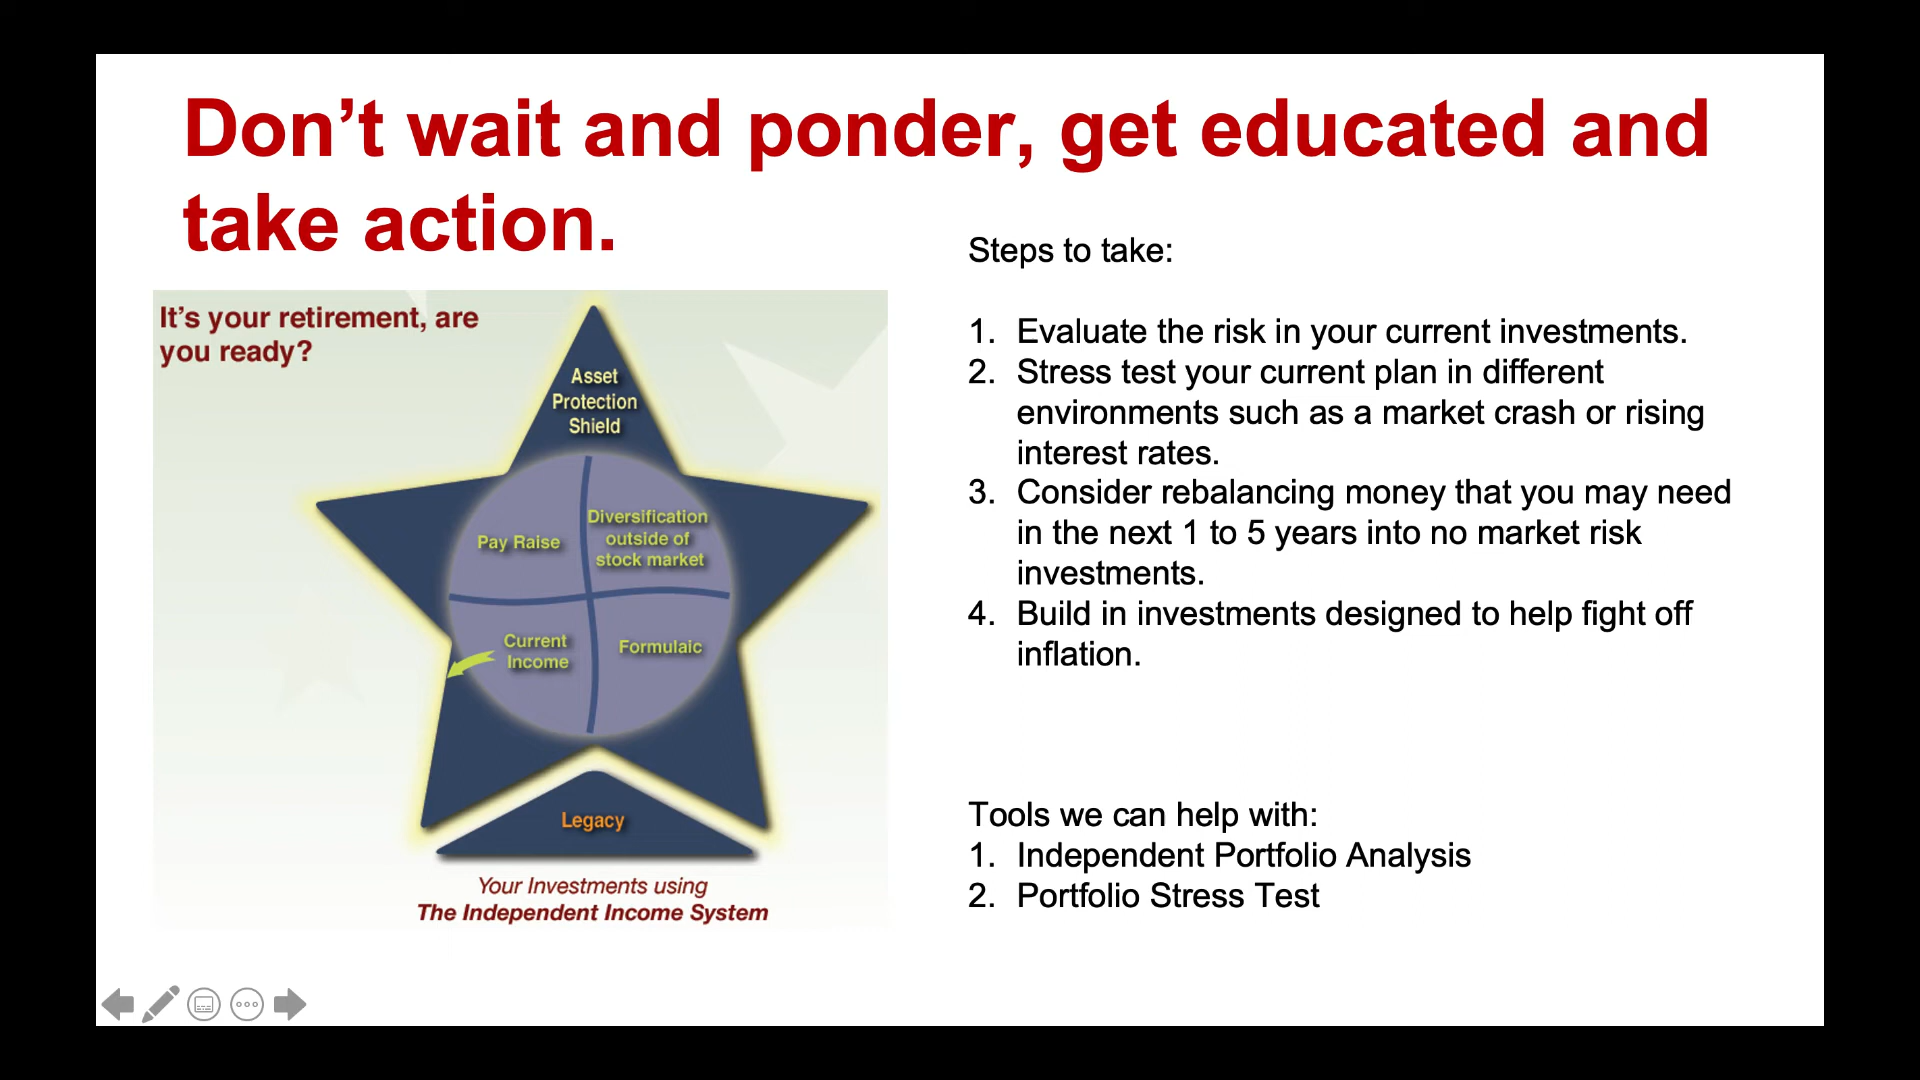 Don’t wait and ponder, get educated and
take action.
It’s your retirement, are
you ready?
Asset
Protection
Shield
Pay Raise
Diversification
outside of
stock market
Current
Income
Formulaic
Legacy
Your Investments using
The Independent Income System
Steps to take:
1. Evaluate the risk in your current investments.
2. Stress test your current plan in different
environments such as a market crash or rising
interest rates.
3. Consider rebalancing money that you may need
in the next 1 to 5 years into no market risk
investments.
4. Build in investments designed to help fight off
inflation.
Tools we can help with:
1. Independent Portfolio Analysis
2. Portfolio Stress Test